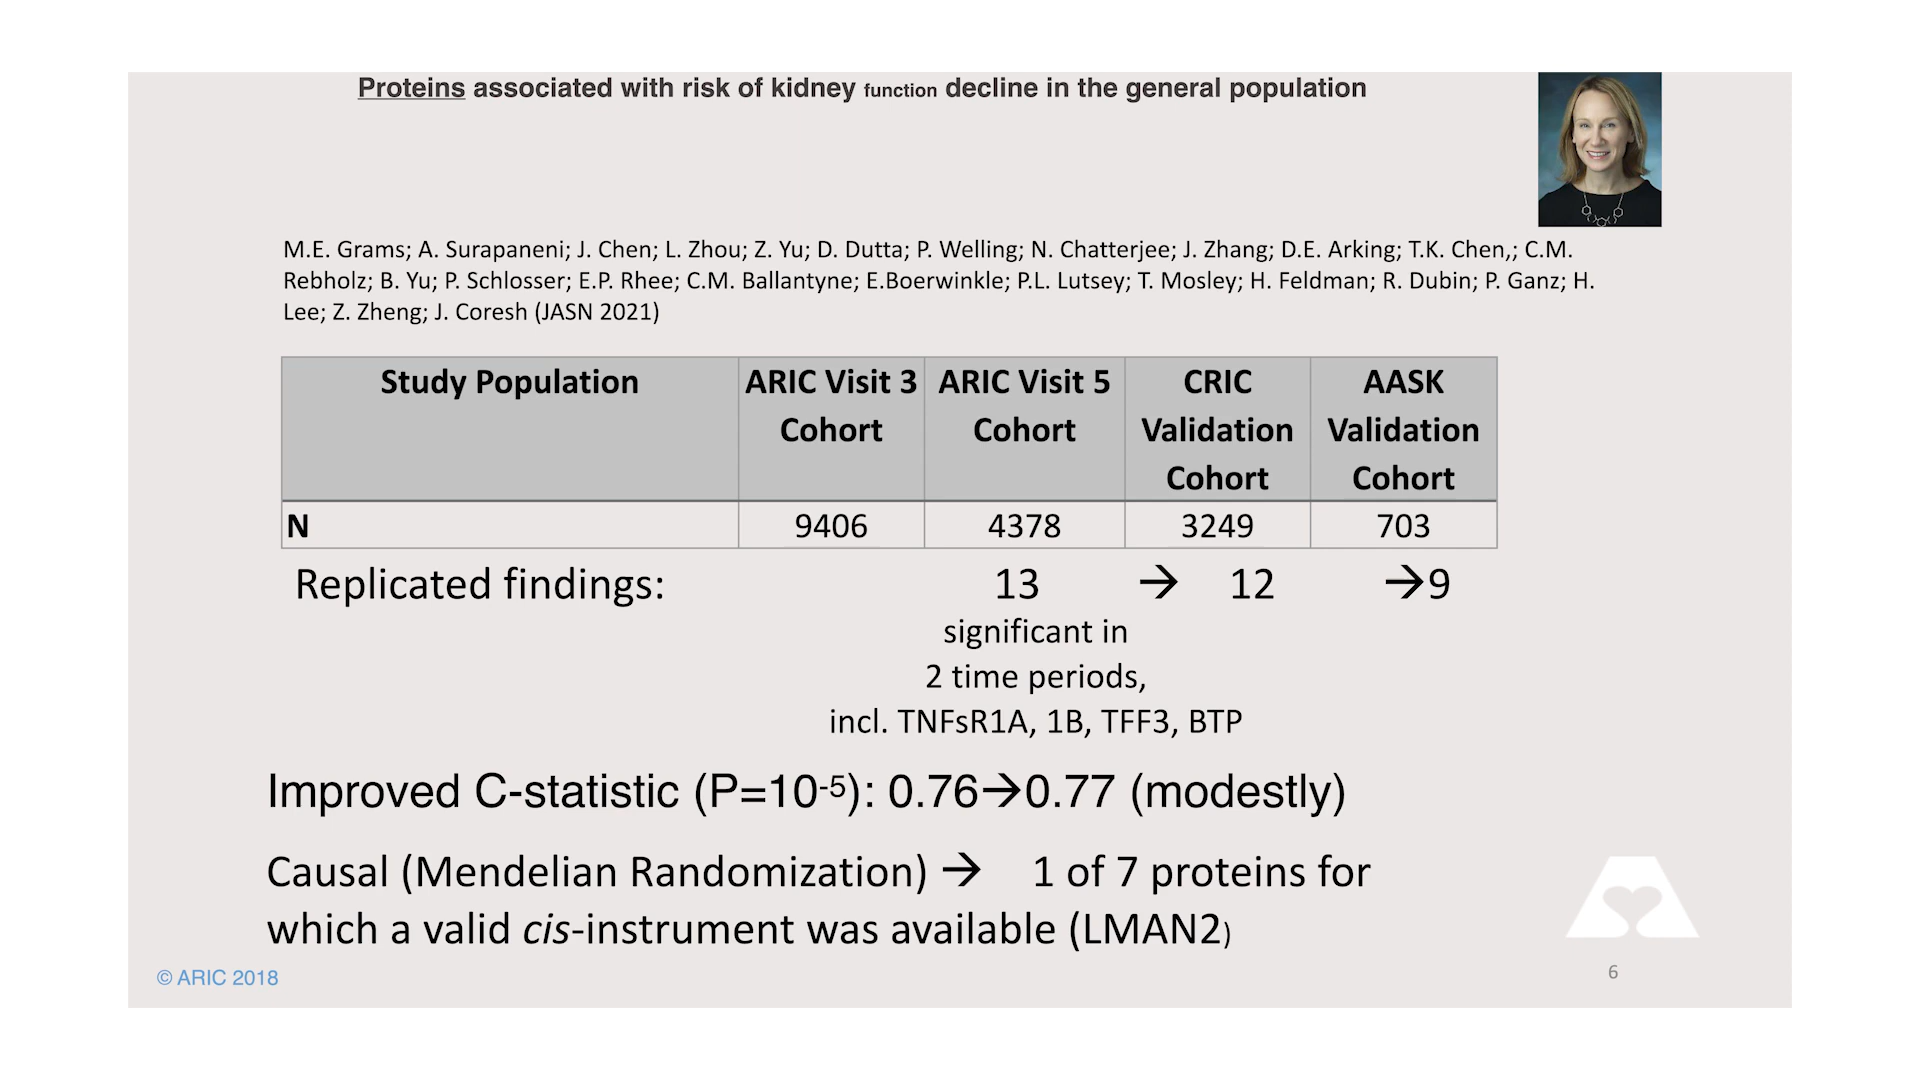 Proteins associated with risk of kidney function decline in the general population
M.E. Grams; A. Surapaneni; J. Chen; L. Zhou; Z. Yu; D. Dutta; P. Welling; N. Chatterjee; J. Zhang; D.E. Arking; T.K. Chen,; C.M.
Rebholz; B. Yu; P. Schlosser; E.P. Rhee; C.M. Ballantyne; E.Boerwinkle; P.L. Lutsey; T. Mosley; H. Feldman; R. Dubin; P. Ganz; H.
Lee; Z. Zheng; J. Coresh (JASN 2021)
Study Population ARIC Visit 3 ARIC Visit 5 CRIC AASK
Cohort Cohort Validation Validation
Cohort Cohort
N 9406 4378 3249 703
Replicated findings: 13 → 12 →9
significant in
2 time periods,
incl. TNFsR1A, 1B, TFF3, BTP
Improved C-statistic (P=10-5): 0.76→0.77 (modestly)
Causal (Mendelian Randomization) → 1 of 7 proteins for
which a valid cis-instrument was available (LMAN2)
© ARIC 2018
6